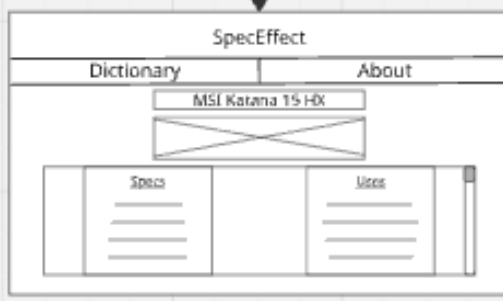 SpecEffect
Dictionary About
MSI Katana 15 HX
Specs Uses